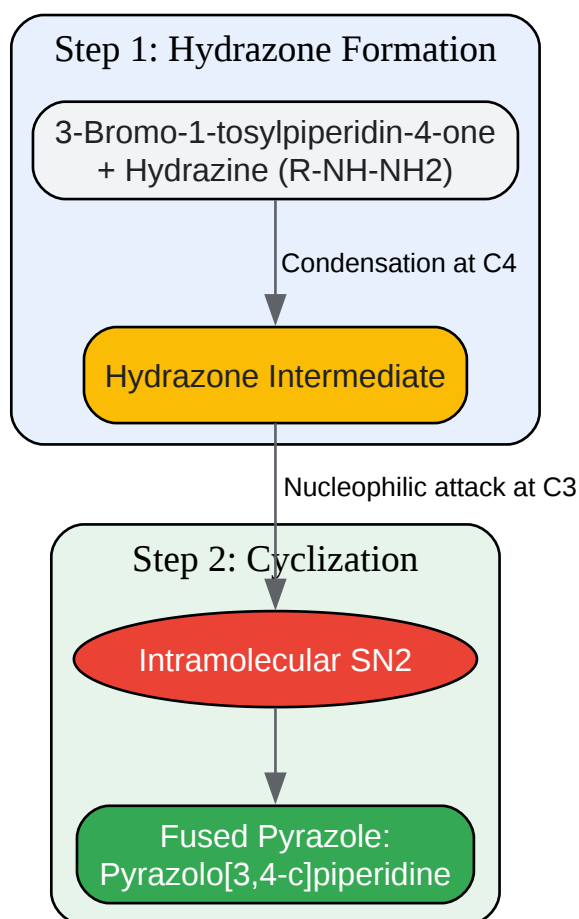 Step 1: Hydrazone Formation
3-Bromo-1-tosylpiperidin-4-one
+ Hydrazine (R-NH-NH2)
Condensation at C4
Hydrazone Intermediate
Nucleophilic attack at C3
Step 2: Cyclization
Intramolecular SN2
Fused Pyrazole:
Pyrazolo[3,4-c]piperidine